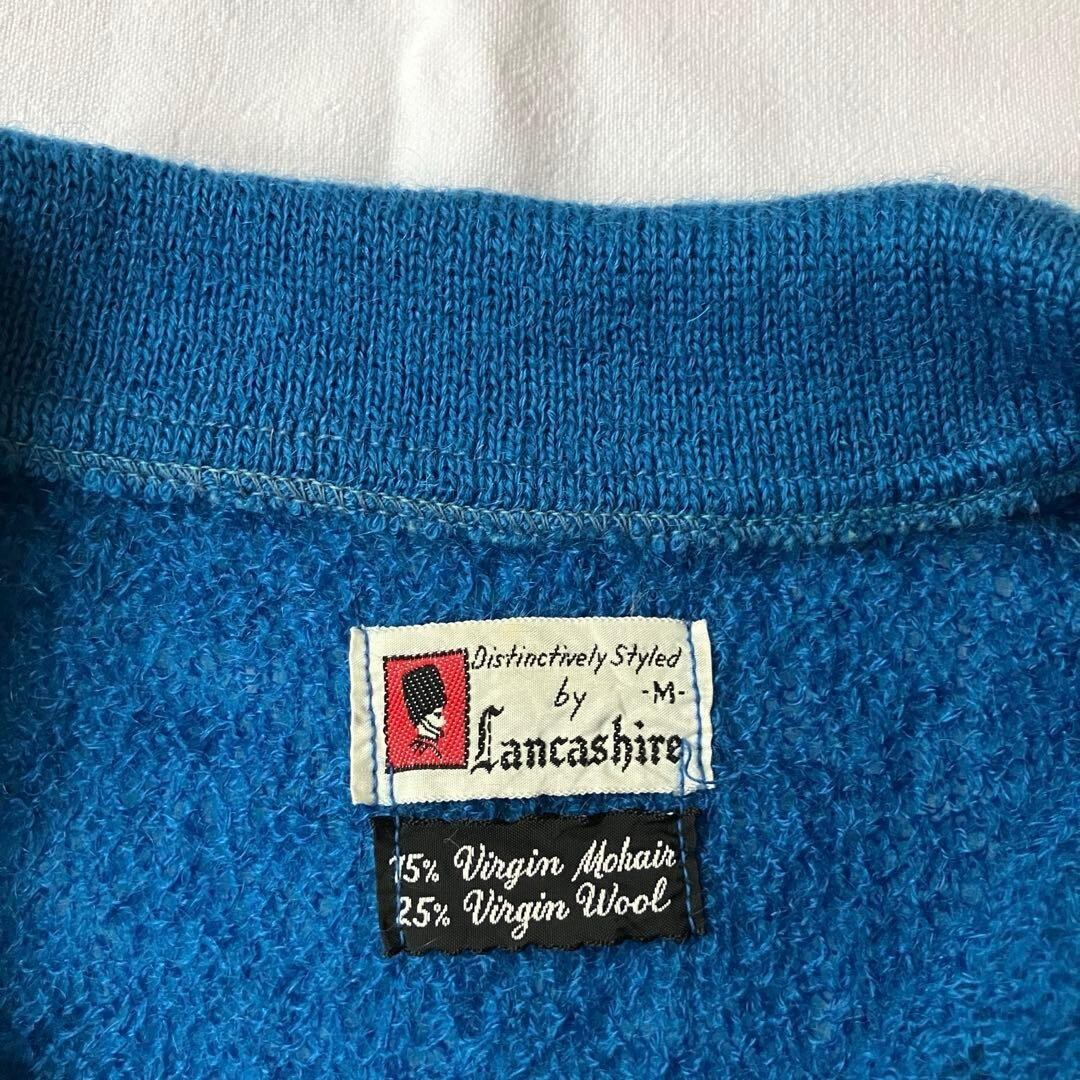 Distinctively Styled
by -M-
Lancashire
75% Virgin Mohair
25% Virgin Wool